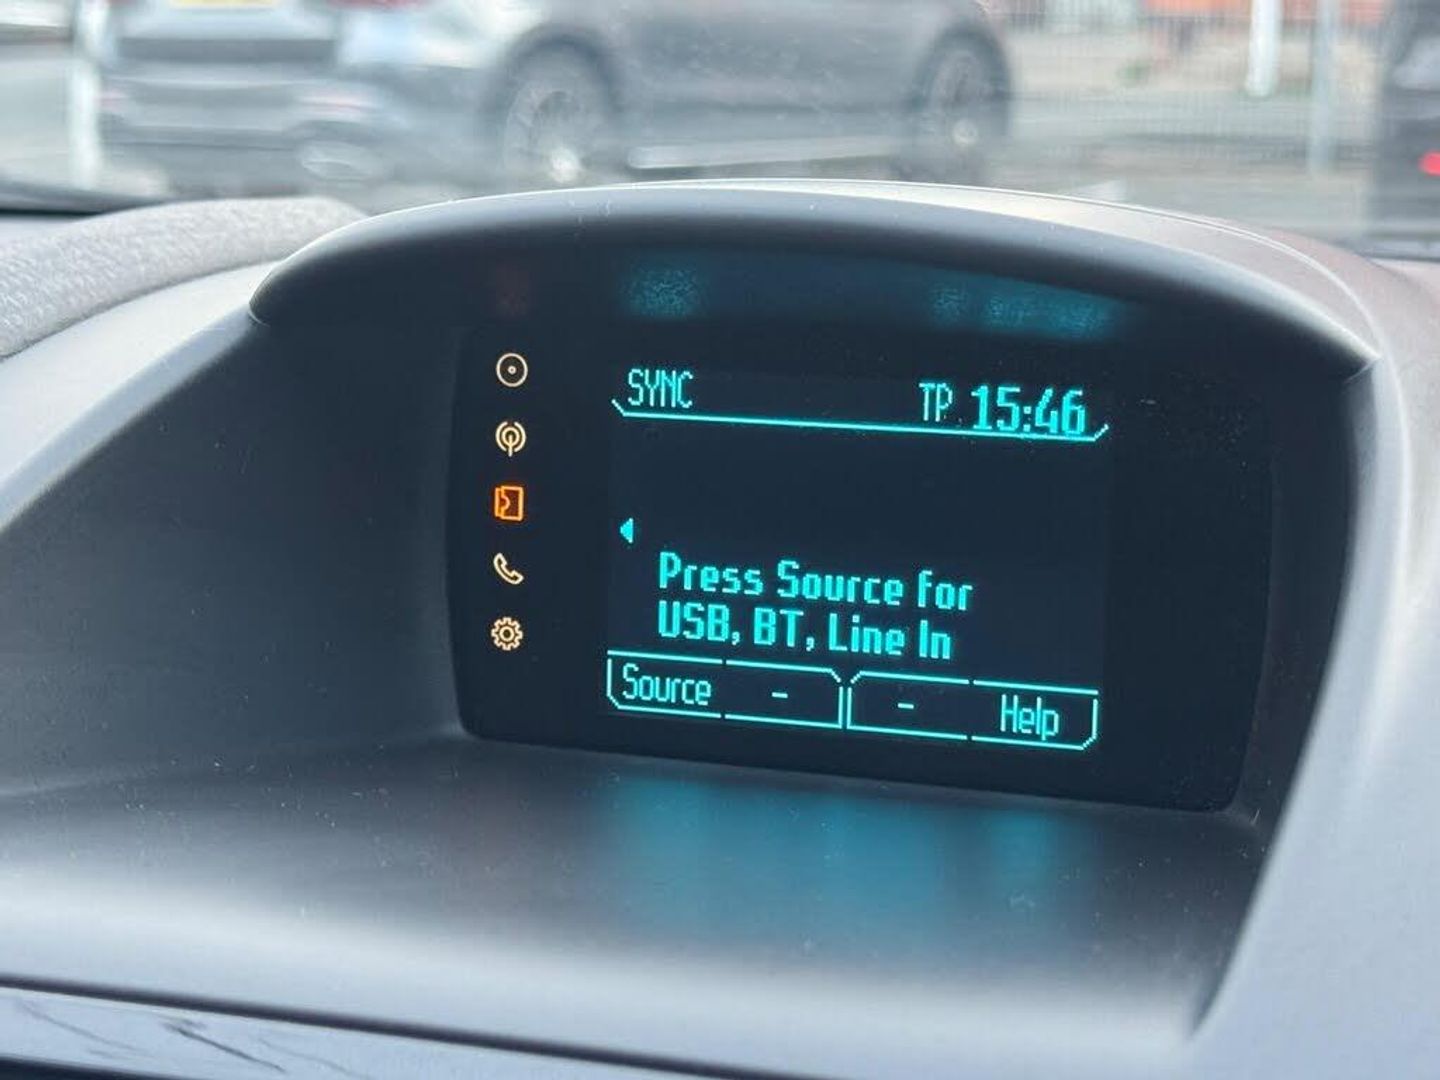 SYNC
TP 15:46
Press Source for
USB, BT, Line In
Source - - Help